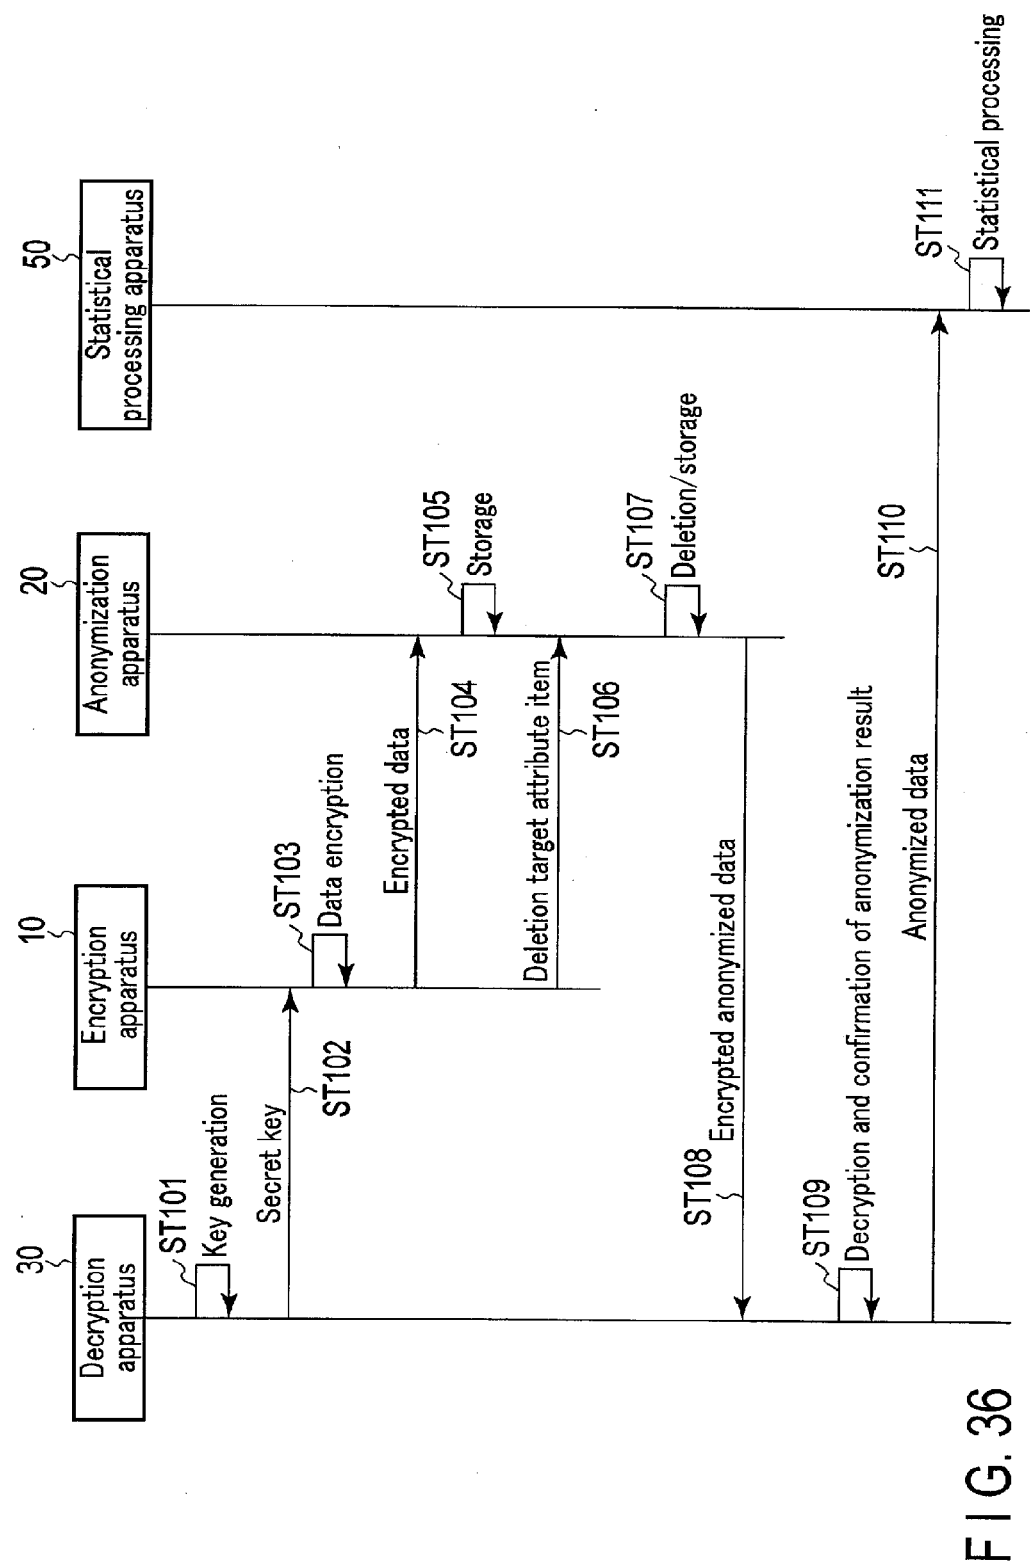 30
Decryption
apparatus
10
Encryption
apparatus
20
Anonymization
apparatus
50
Statistical
processing apparatus
ST101
Key generation
Secret key
ST102
ST103
Data encryption
Encrypted data
ST104
ST105
Storage
Deletion target attribute item
ST106
ST107
Deletion/storage
ST108
Encrypted anonymized data
ST109
Decryption and confirmation of anonymization result
ST110
Anonymized data
ST111
Statistical processing
FIG. 36